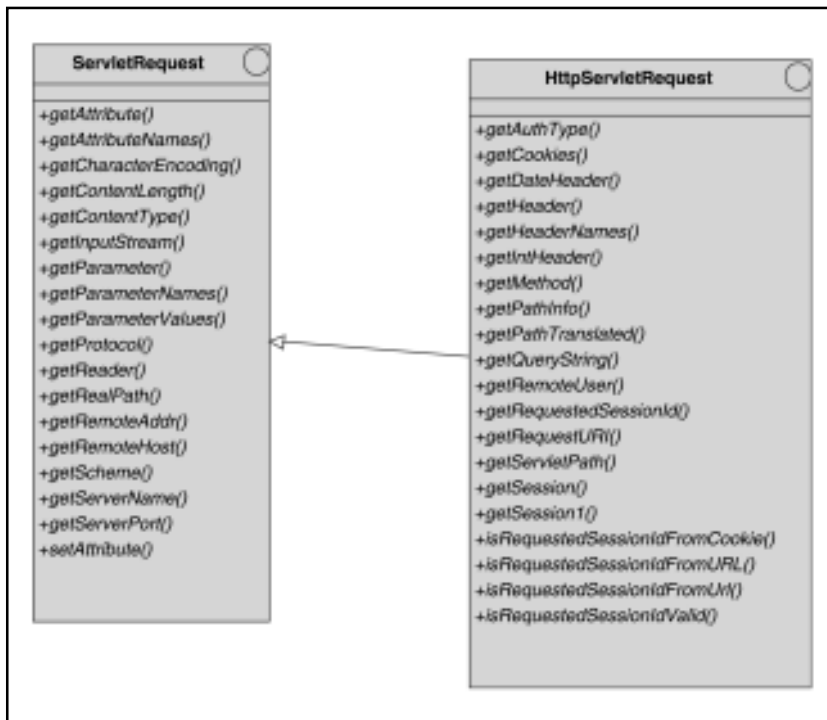 ServletRequest
+getAttribute()
+getAttributeNames()
+getCharacterEncoding()
+getContentLength()
+getContentType()
+getInputStream()
+getParameter()
+getParameterNames()
+getParameterValues()
+getProtocol()
+getReader()
+getRealPath()
+getRemoteAddr()
+getRemoteHost()
+getScheme()
+getServerName()
+getServerPort()
+setAttribute()
HttpServletRequest
+getAuthType()
+getCookies()
+getDateHeader()
+getHeader()
+getHeaderNames()
+getIntHeader()
+getMethod()
+getPathInfo()
+getPathTranslated()
+getQueryString()
+getRemoteUser()
+getRequestedSessionId()
+getRequestURI()
+getServletPath()
+getSession()
+getSession1()
+isRequestedSessionIdFromCookie()
+isRequestedSessionIdFromURL()
+isRequestedSessionIdFromUrl()
+isRequestedSessionIdValid()